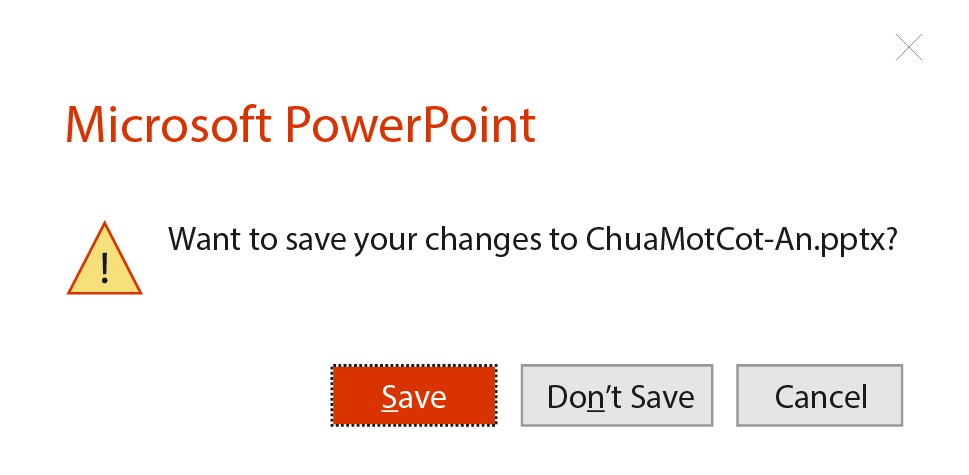 Microsoft PowerPoint
!
Want to save your changes to ChuaMotCot-An.pptx?
Save
Don't Save
Cancel